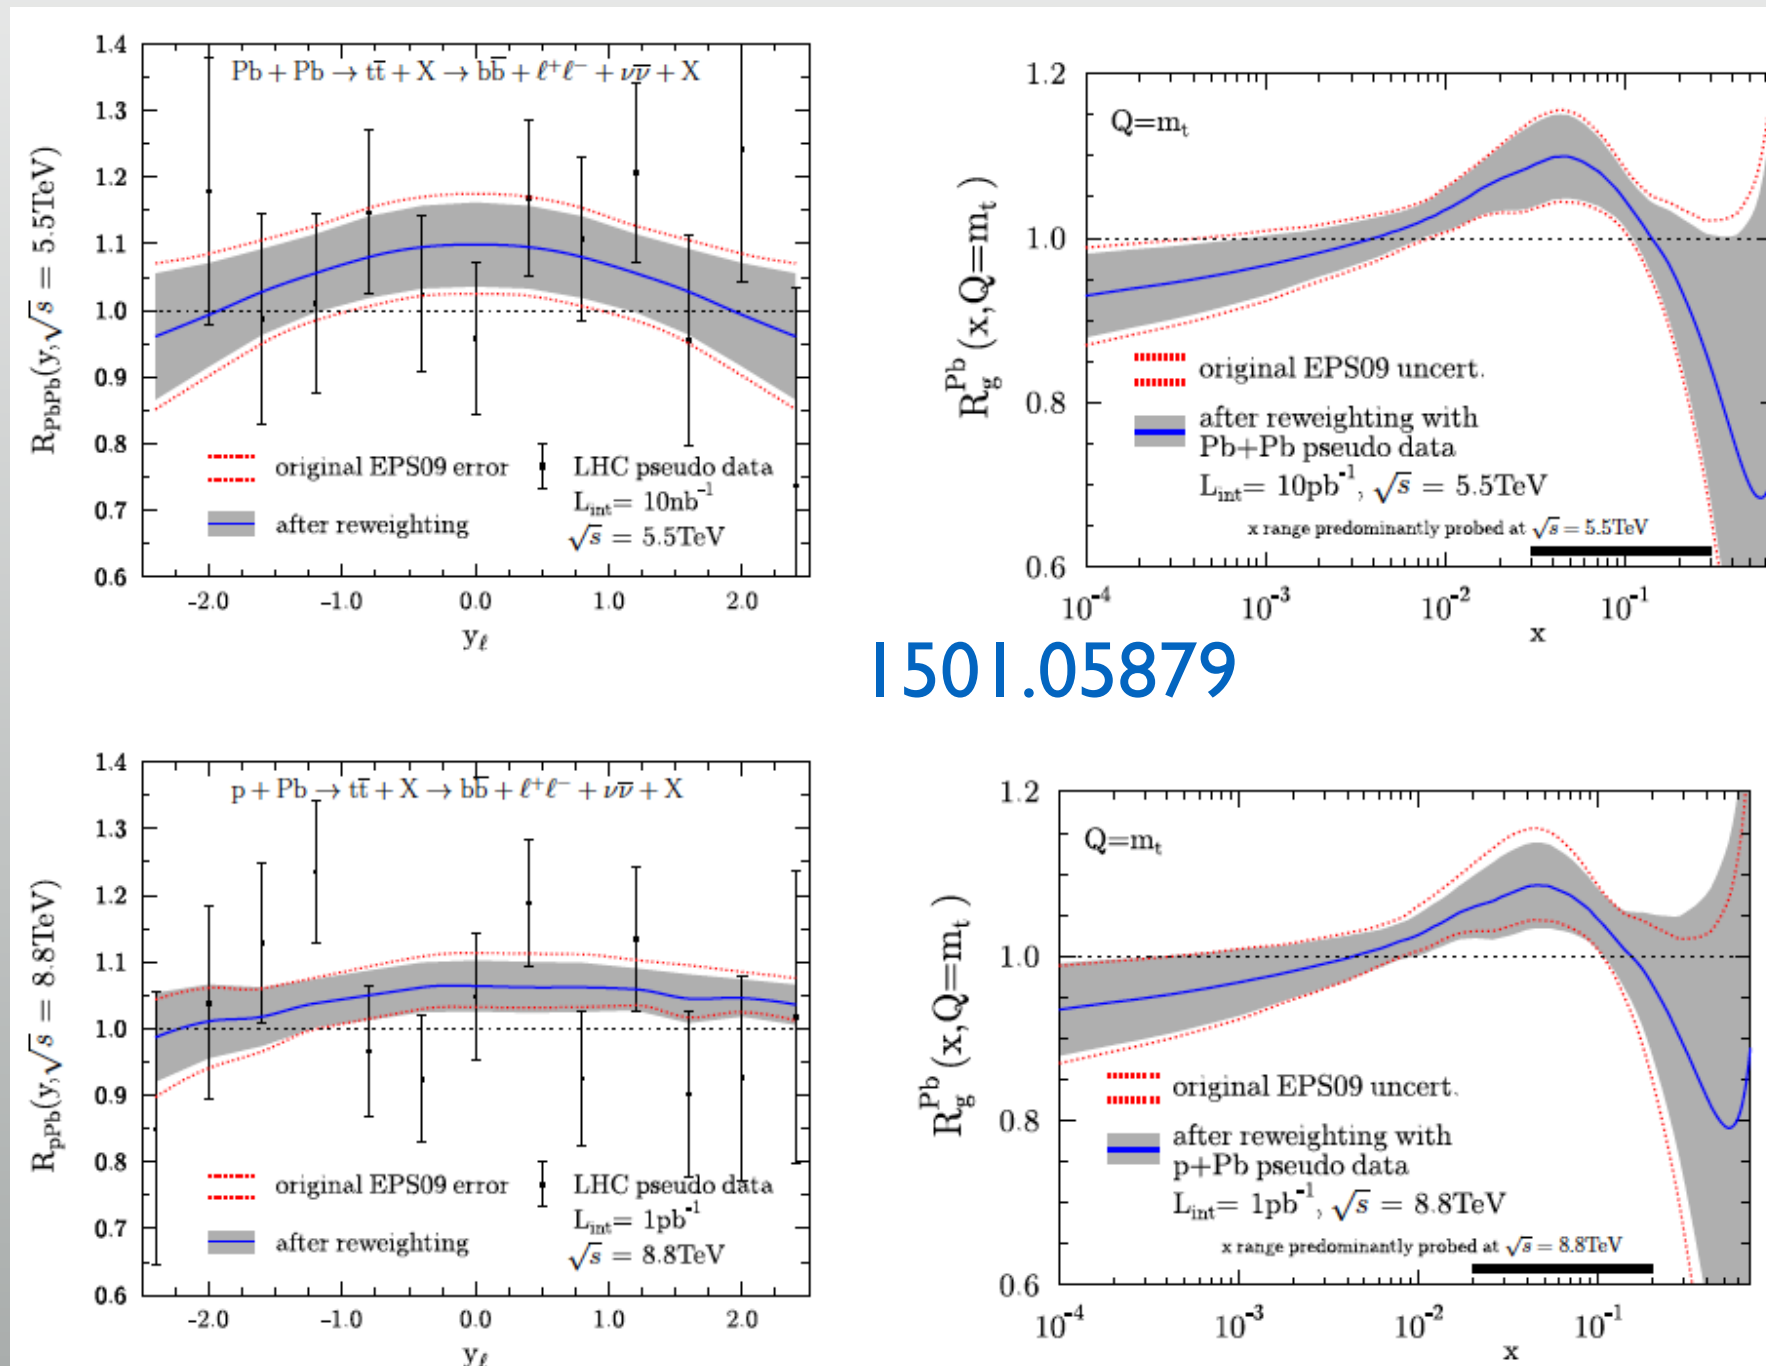 Pb + Pb → tt̅ + X → bb̅ + ℓ⁺ℓ⁻ + νν̅ + X
R_PbPb(y,√s = 5.5TeV)
1.4
1.3
1.2
1.1
1.0
0.9
0.8
0.7
0.6
original EPS09 error
after reweighting
LHC pseudo data
L_int= 10nb⁻¹
√s = 5.5TeV
-2.0 -1.0 0.0 1.0 2.0
y_ℓ
Q=m_t
R_g^Pb(x,Q=m_t)
1.2
1.0
0.8
0.6
original EPS09 uncert.
after reweighting with
Pb+Pb pseudo data
L_int= 10pb⁻¹, √s = 5.5TeV
x range predominantly probed at √s = 5.5TeV
10⁻⁴ 10⁻³ 10⁻² 10⁻¹
x
1501.05879
p + Pb → tt̅ + X → bb̅ + ℓ⁺ℓ⁻ + νν̅ + X
R_pPb(y,√s = 8.8TeV)
1.4
1.3
1.2
1.1
1.0
0.9
0.8
0.7
0.6
original EPS09 error
after reweighting
LHC pseudo data
L_int= 1pb⁻¹
√s = 8.8TeV
-2.0 -1.0 0.0 1.0 2.0
y_ℓ
Q=m_t
R_g^Pb(x,Q=m_t)
1.2
1.0
0.8
0.6
original EPS09 uncert.
after reweighting with
p+Pb pseudo data
L_int= 1pb⁻¹, √s = 8.8TeV
x range predominantly probed at √s = 8.8TeV
10⁻⁴ 10⁻³ 10⁻² 10⁻¹
x